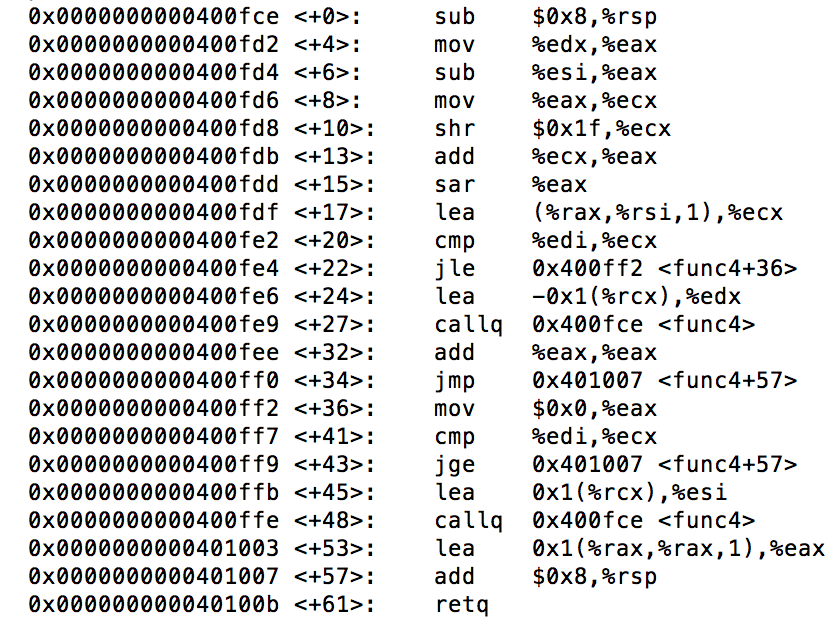 0x0000000000400fce <+0>: sub $0x8,%rsp
0x0000000000400fd2 <+4>: mov %edx,%eax
0x0000000000400fd4 <+6>: sub %esi,%eax
0x0000000000400fd6 <+8>: mov %eax,%ecx
0x0000000000400fd8 <+10>: shr $0x1f,%ecx
0x0000000000400fdb <+13>: add %ecx,%eax
0x0000000000400fdd <+15>: sar %eax
0x0000000000400fdf <+17>: lea (%rax,%rsi,1),%ecx
0x0000000000400fe2 <+20>: cmp %edi,%ecx
0x0000000000400fe4 <+22>: jle 0x400ff2 <func4+36>
0x0000000000400fe6 <+24>: lea -0x1(%rcx),%edx
0x0000000000400fe9 <+27>: callq 0x400fce <func4>
0x0000000000400fee <+32>: add %eax,%eax
0x0000000000400ff0 <+34>: jmp 0x401007 <func4+57>
0x0000000000400ff2 <+36>: mov $0x0,%eax
0x0000000000400ff7 <+41>: cmp %edi,%ecx
0x0000000000400ff9 <+43>: jge 0x401007 <func4+57>
0x0000000000400ffb <+45>: lea 0x1(%rcx),%esi
0x0000000000400ffe <+48>: callq 0x400fce <func4>
0x0000000000401003 <+53>: lea 0x1(%rax,%rax,1),%eax
0x0000000000401007 <+57>: add $0x8,%rsp
0x000000000040100b <+61>: retq